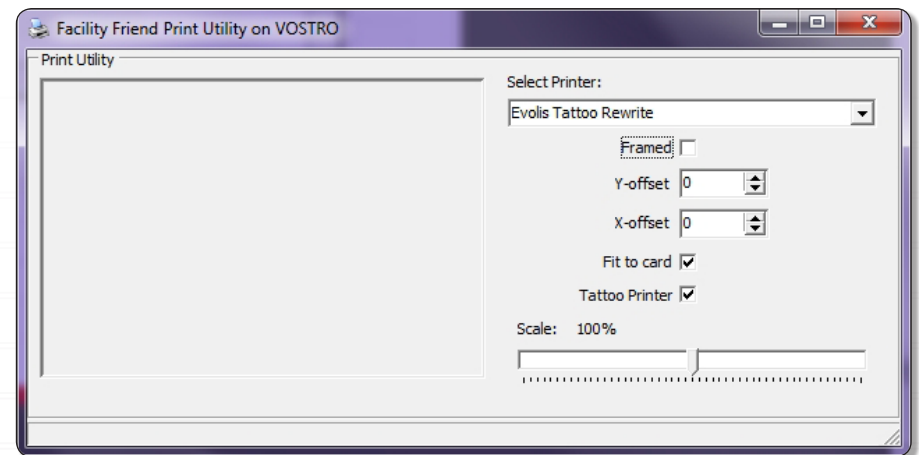 Facility Friend Print Utility on VOSTRO
Print Utility
Select Printer:
Evolis Tattoo Rewrite
Framed
Y-offset 0
X-offset 0
Fit to card
Tattoo Printer
Scale: 100%